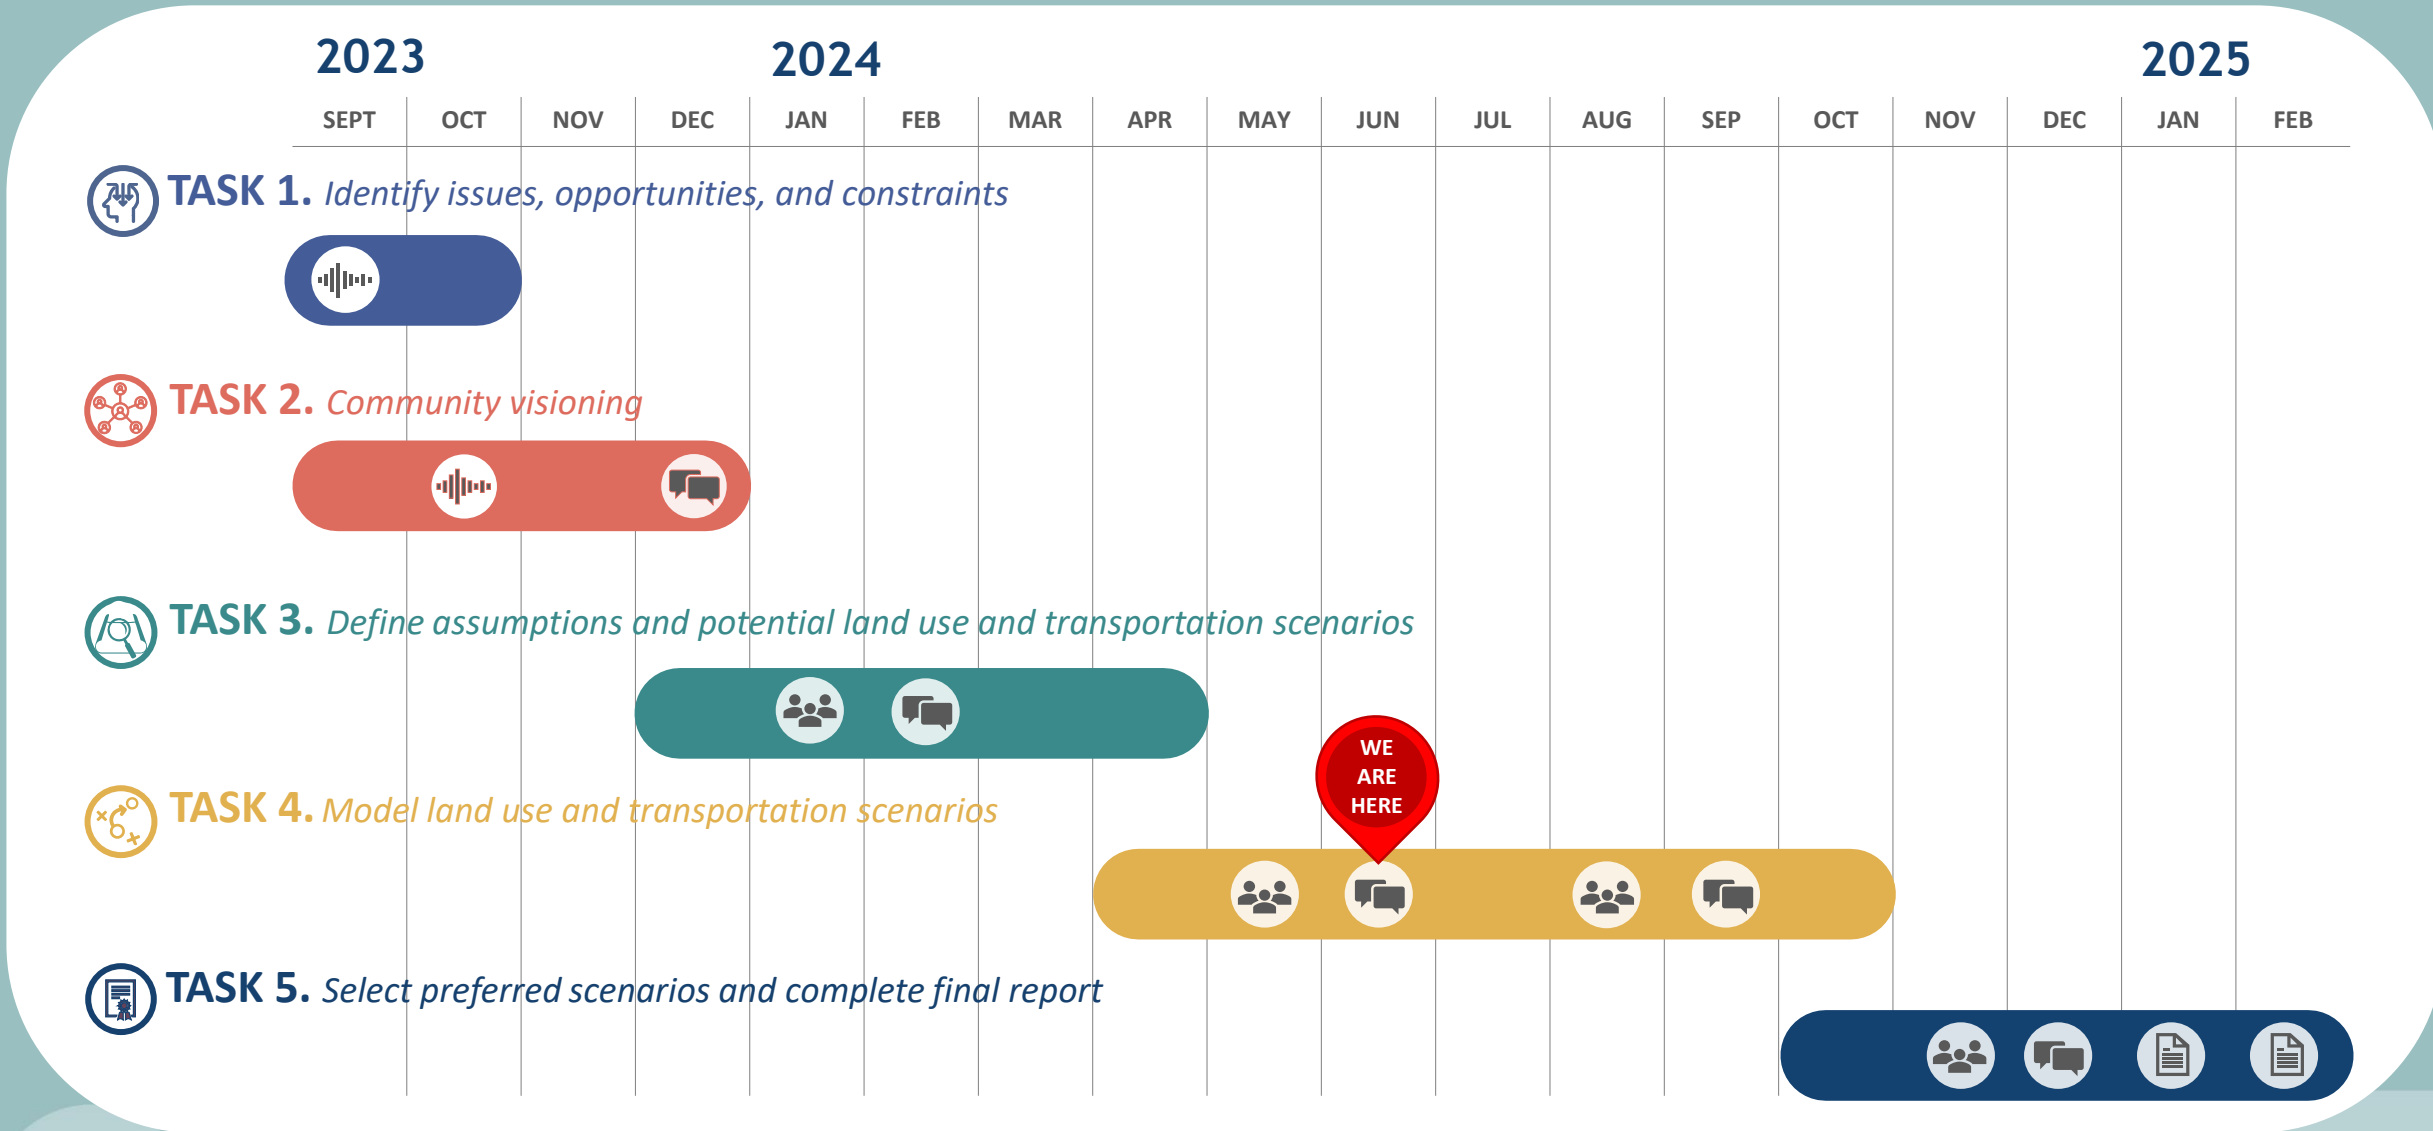 2023 2024 2025
SEPT OCT NOV DEC JAN FEB MAR APR MAY JUN JUL AUG SEP OCT NOV DEC JAN FEB
TASK 1. Identify issues, opportunities, and constraints
TASK 2. Community visioning
TASK 3. Define assumptions and potential land use and transportation scenarios
WE
ARE
HERE
TASK 4. Model land use and transportation scenarios
TASK 5. Select preferred scenarios and complete final report